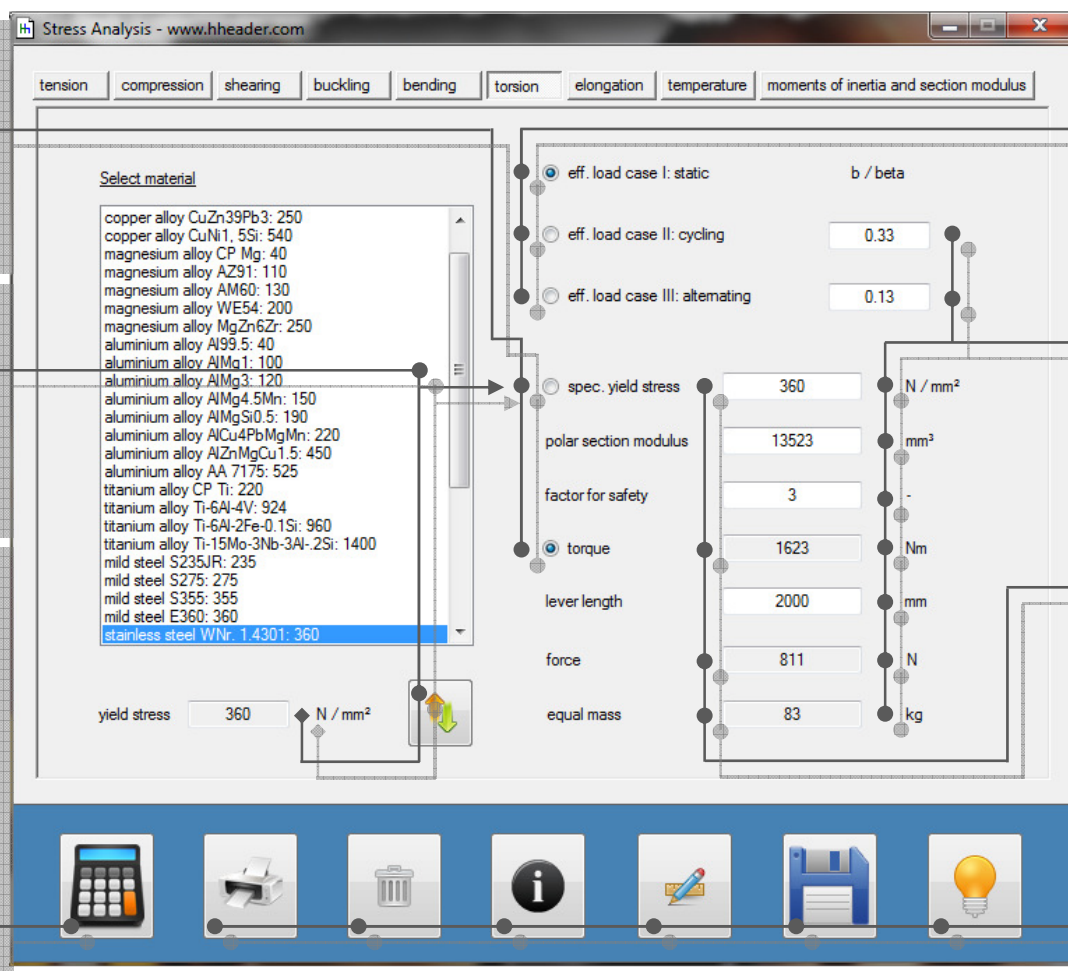 Stress Analysis - www.hheader.com
tension compression shearing buckling bending torsion elongation temperature moments of inertia and section modulus
Select material
copper alloy CuZn39Pb3: 250
copper alloy CuNi1, 5Si: 540
magnesium alloy CP Mg: 40
magnesium alloy AZ91: 110
magnesium alloy AM60: 130
magnesium alloy WE54: 200
magnesium alloy MgZn6Zr: 250
aluminium alloy Al99.5: 40
aluminium alloy AlMg1: 100
aluminium alloy AlMg3: 120
aluminium alloy AlMg4.5Mn: 150
aluminium alloy AlMgSi0.5: 190
aluminium alloy AlCu4PbMgMn: 220
aluminium alloy AlZnMgCu1.5: 450
aluminium alloy AA 7175: 525
titanium alloy CP Ti: 220
titanium alloy Ti-6Al-4V: 924
titanium alloy Ti-6Al-2Fe-0.1Si: 960
titanium alloy Ti-15Mo-3Nb-3Al-.2Si: 1400
mild steel S235JR: 235
mild steel S275: 275
mild steel S355: 355
mild steel E360: 360
stainless steel WNr. 1.4301: 360
yield stress 360 N / mm²
eff. load case I: static b / beta
eff. load case II: cycling 0.33
eff. load case III: alternating 0.13
spec. yield stress 360 N / mm²
polar section modulus 13523 mm³
factor for safety 3 -
torque 1623 Nm
lever length 2000 mm
force 811 N
equal mass 83 kg